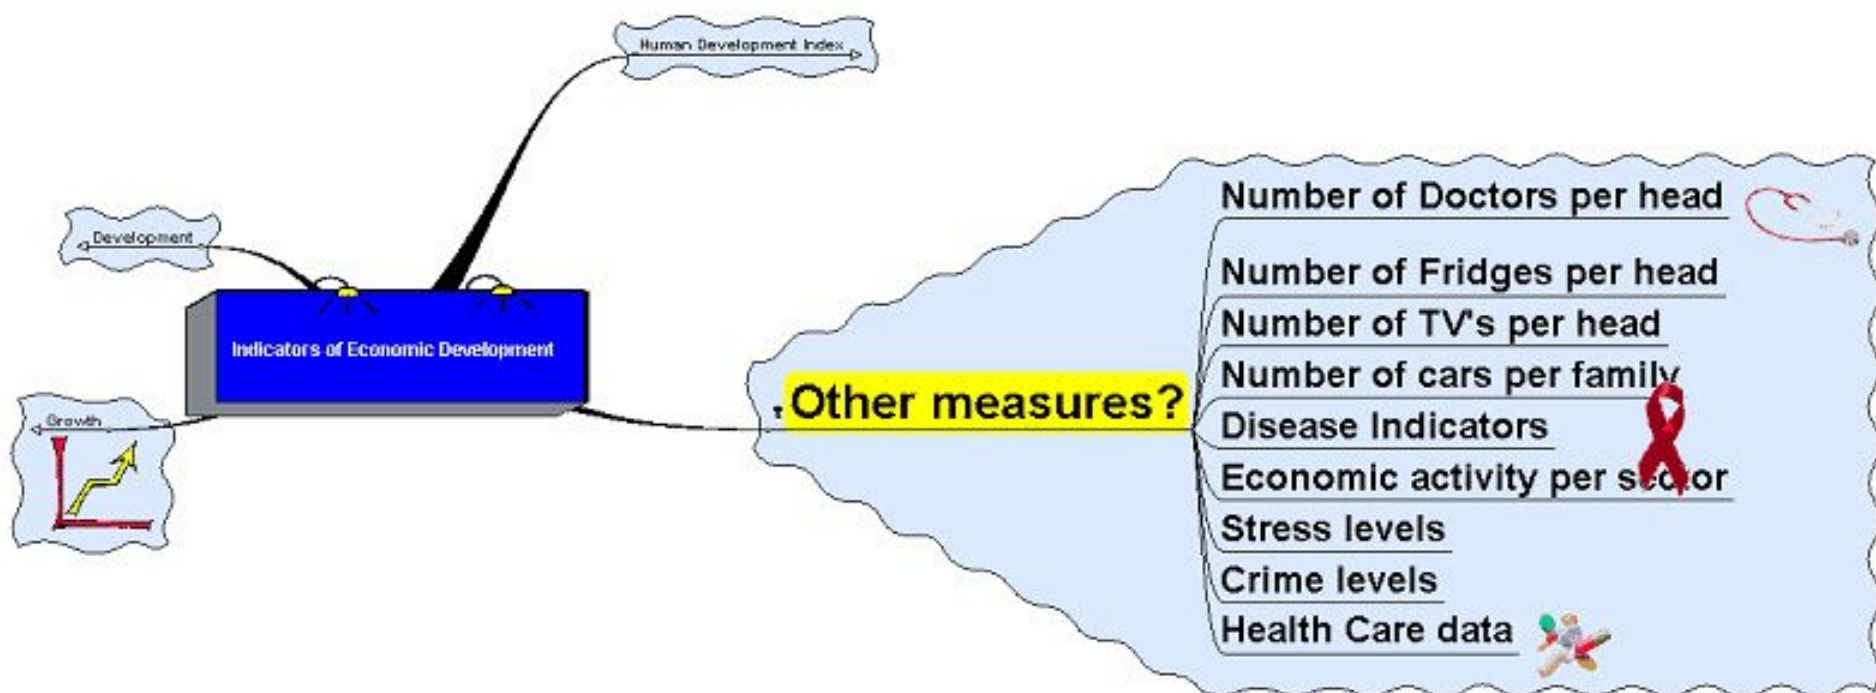 Human Development Index
Development
Indicators of Economic Development
Growth
Other measures?
Number of Doctors per head
Number of Fridges per head
Number of TV's per head
Number of cars per family
Disease Indicators
Economic activity per sector
Stress levels
Crime levels
Health Care data